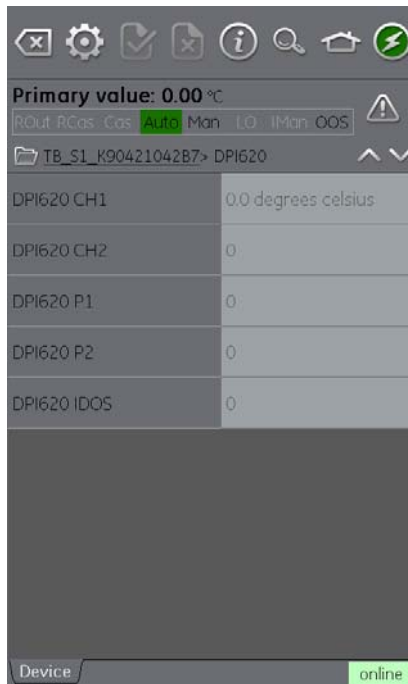 Primary value: 0.00 °C
ROut RCas Cas Auto Man LO IMan OOS
TB_S1_K90421042B7> DPI620
DPI620 CH1 0.0 degrees celsius
DPI620 CH2 0
DPI620 P1 0
DPI620 P2 0
DPI620 IDOS 0
Device online